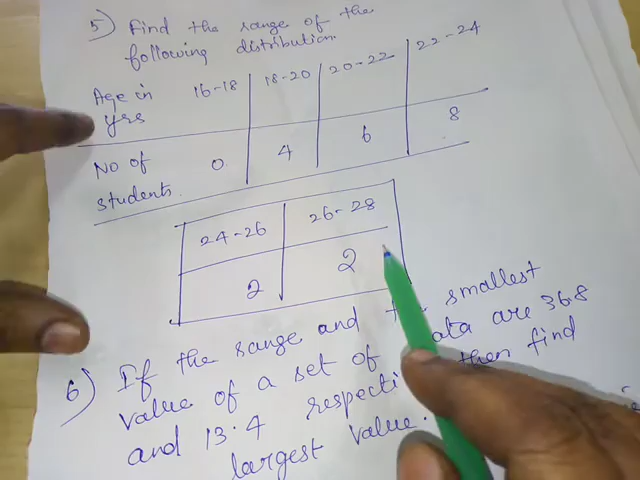 5) Find the range of the
following distribution.
Age in yrs 16-18 18-20 20-22 22-24
No of students. 0 4 6 8
24-26 26-28
2 2
6) If the range and the smallest
value of a set of data are 36.8
and 13.4 then find
largest value.